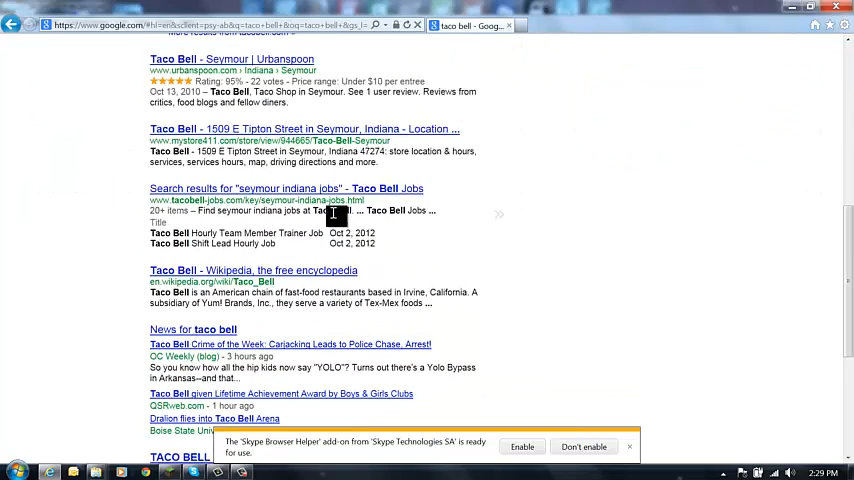 https://www.google.com/#hl=en&sclient=psy-ab&q=taco+bell+&oq=taco+bell+&gs_l=
taco bell - Goog...
More results from tacobell.com »
Taco Bell - Seymour | Urbanspoon
www.urbanspoon.com › Indiana › Seymour
Rating: 95% - 22 votes - Price range: Under $10 per entree
Oct 13, 2010 – Taco Bell, Taco Shop in Seymour. See 1 user review. Reviews from
critics, food blogs and fellow diners.
Taco Bell - 1509 E Tipton Street in Seymour, Indiana - Location ...
www.mystore411.com/store/view/944665/Taco-Bell-Seymour
Taco Bell - 1509 E Tipton Street in Seymour, Indiana 47274: store location & hours,
services, services hours, map, driving directions and more.
Search results for "seymour indiana jobs" - Taco Bell Jobs
www.tacobell-jobs.com/key/seymour-indiana-jobs.html
20+ items – Find seymour indiana jobs at Taco Bell. ... Taco Bell Jobs ...
Title
Taco Bell Hourly Team Member Trainer Job Oct 2, 2012
Taco Bell Shift Lead Hourly Job Oct 2, 2012
Taco Bell - Wikipedia, the free encyclopedia
en.wikipedia.org/wiki/Taco_Bell
Taco Bell is an American chain of fast-food restaurants based in Irvine, California. A
subsidiary of Yum! Brands, Inc., they serve a variety of Tex-Mex foods ...
News for taco bell
Taco Bell Crime of the Week: Carjacking Leads to Police Chase, Arrest!
OC Weekly (blog) - 3 hours ago
So you know how all the hip kids now say "YOLO"? Turns out there's a Yolo Bypass
in Arkansas--and that...
Taco Bell given Lifetime Achievement Award by Boys & Girls Clubs
QSRweb.com - 1 hour ago
Dralion flies into Taco Bell Arena
Boise State Univ
TACO BELL
The 'Skype Browser Helper' add-on from 'Skype Technologies SA' is ready
for use.
Enable
Don't enable
2:29 PM